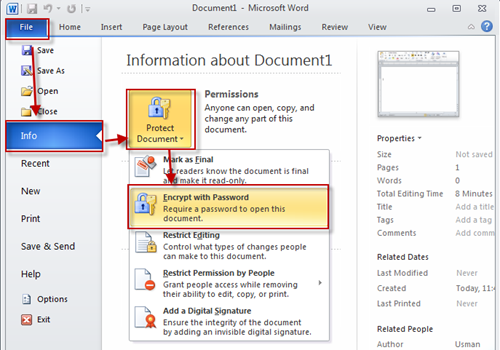 Document1 - Microsoft Word
File Home Insert Page Layout References Mailings Review View
Save
Save As
Open
Close
Info
Recent
New
Print
Save & Send
Help
Options
Exit
Information about Document1
Protect
Document
Permissions
Anyone can open, copy, and
change any part of this
document.
Mark as Final
Let readers know the document is final
and make it read-only.
Encrypt with Password
Require a password to open this
document.
Restrict Editing
Control what types of changes people
can make to this document.
Restrict Permission by People
Grant people access while removing
their ability to edit, copy, or print.
Add a Digital Signature
Ensure the integrity of the document
by adding an invisible digital signature.
Properties
Size Not saved
Pages 1
Words 0
Total Editing Time 8 Minutes
Title Add a title
Tags Add a tag
Comments Add com
Related Dates
Last Modified Never
Created Today, 11:4
Last Printed Never
Related People
Author Usman